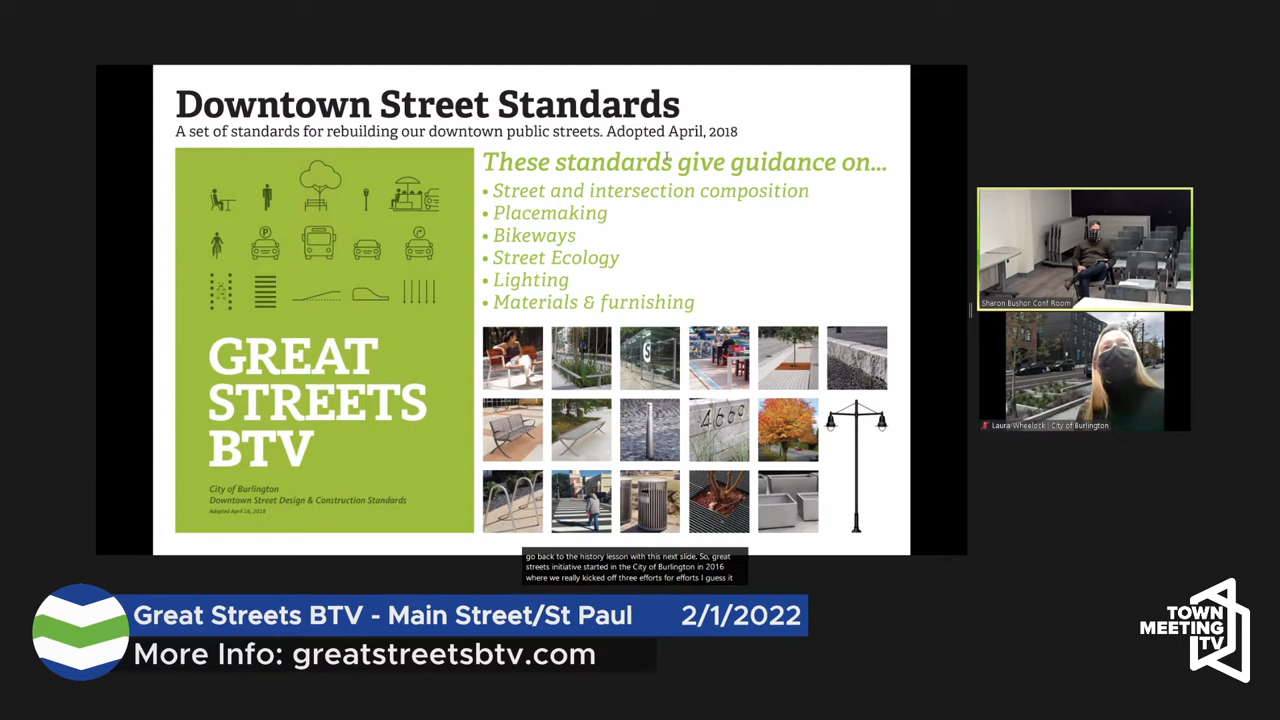 Downtown Street Standards
A set of standards for rebuilding our downtown public streets. Adopted April, 2018
These standards give guidance on...
• Street and intersection composition
• Placemaking
• Bikeways
• Street Ecology
• Lighting
• Materials & furnishing
P
GREAT
STREETS
BTV
City of Burlington
Downtown Street Design & Construction Standards
Adopted April 16, 2018
S
4669
Sharon Bushor Conf Room
Laura Wheelock | City of Burlington
go back to the history lesson with this next slide. So, great
streets initiative started in the City of Burlington in 2016
where we really kicked off three efforts for efforts I guess it
Great Streets BTV - Main Street/St Paul 2/1/2022
More Info: greatstreetsbtv.com
TOWN
MEETING
TV